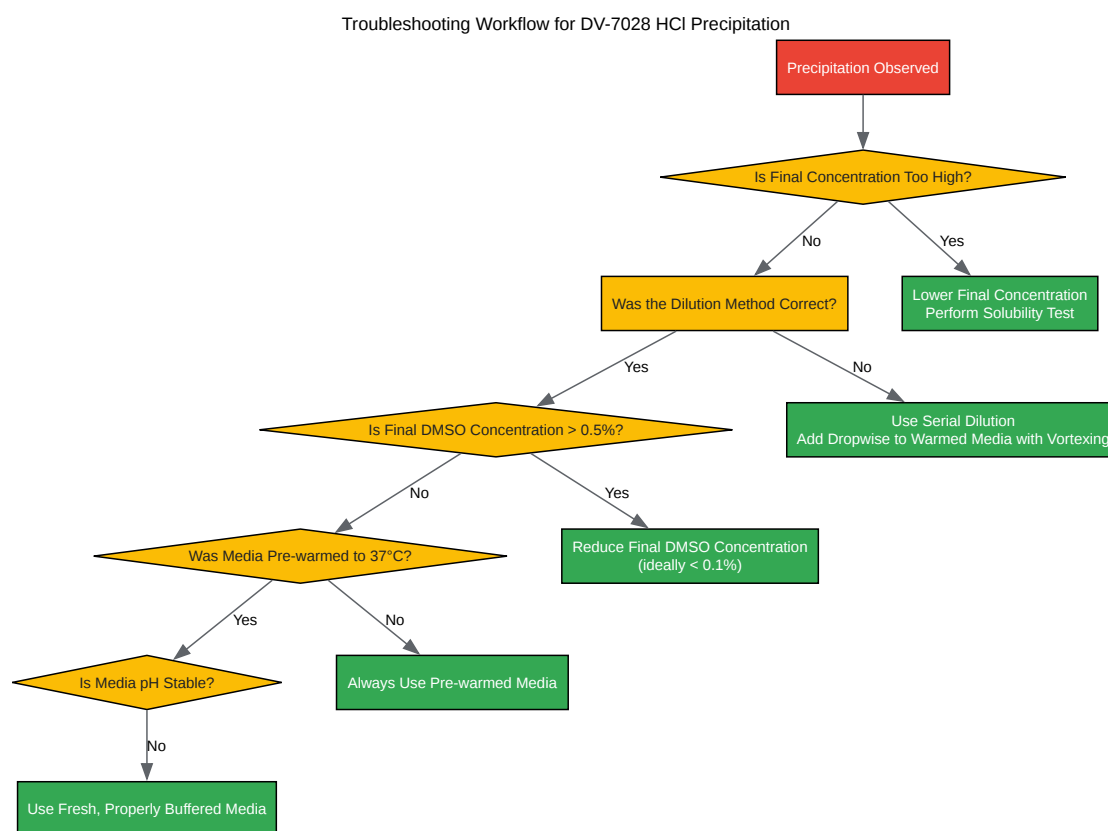 Troubleshooting Workflow for DV-7028 HCl Precipitation
Precipitation Observed
Is Final Concentration Too High?
No
Yes
Was the Dilution Method Correct?
Lower Final Concentration
Perform Solubility Test
Yes
No
Is Final DMSO Concentration > 0.5%?
Use Serial Dilution
Add Dropwise to Warmed Media with Vortexing
No
Yes
Was Media Pre-warmed to 37°C?
Reduce Final DMSO Concentration
(ideally < 0.1%)
Yes
No
Is Media pH Stable?
Always Use Pre-warmed Media
No
Use Fresh, Properly Buffered Media